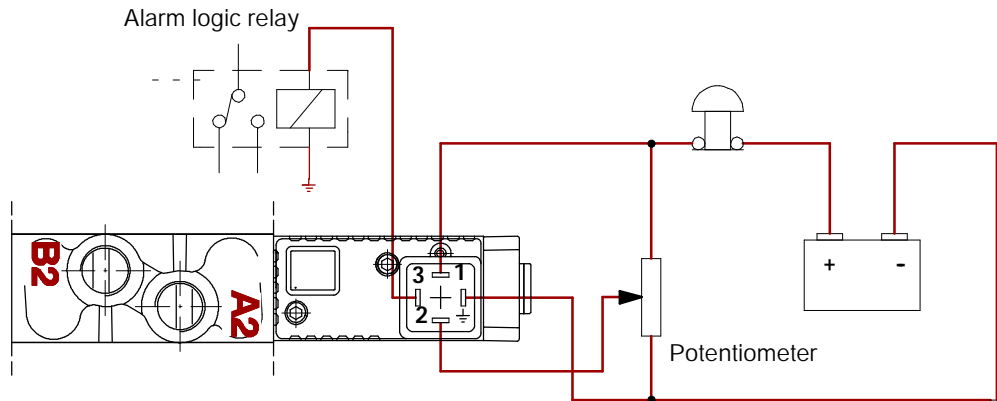 Alarm logic relay
B2
A2
3 1
2
+ -
Potentiometer